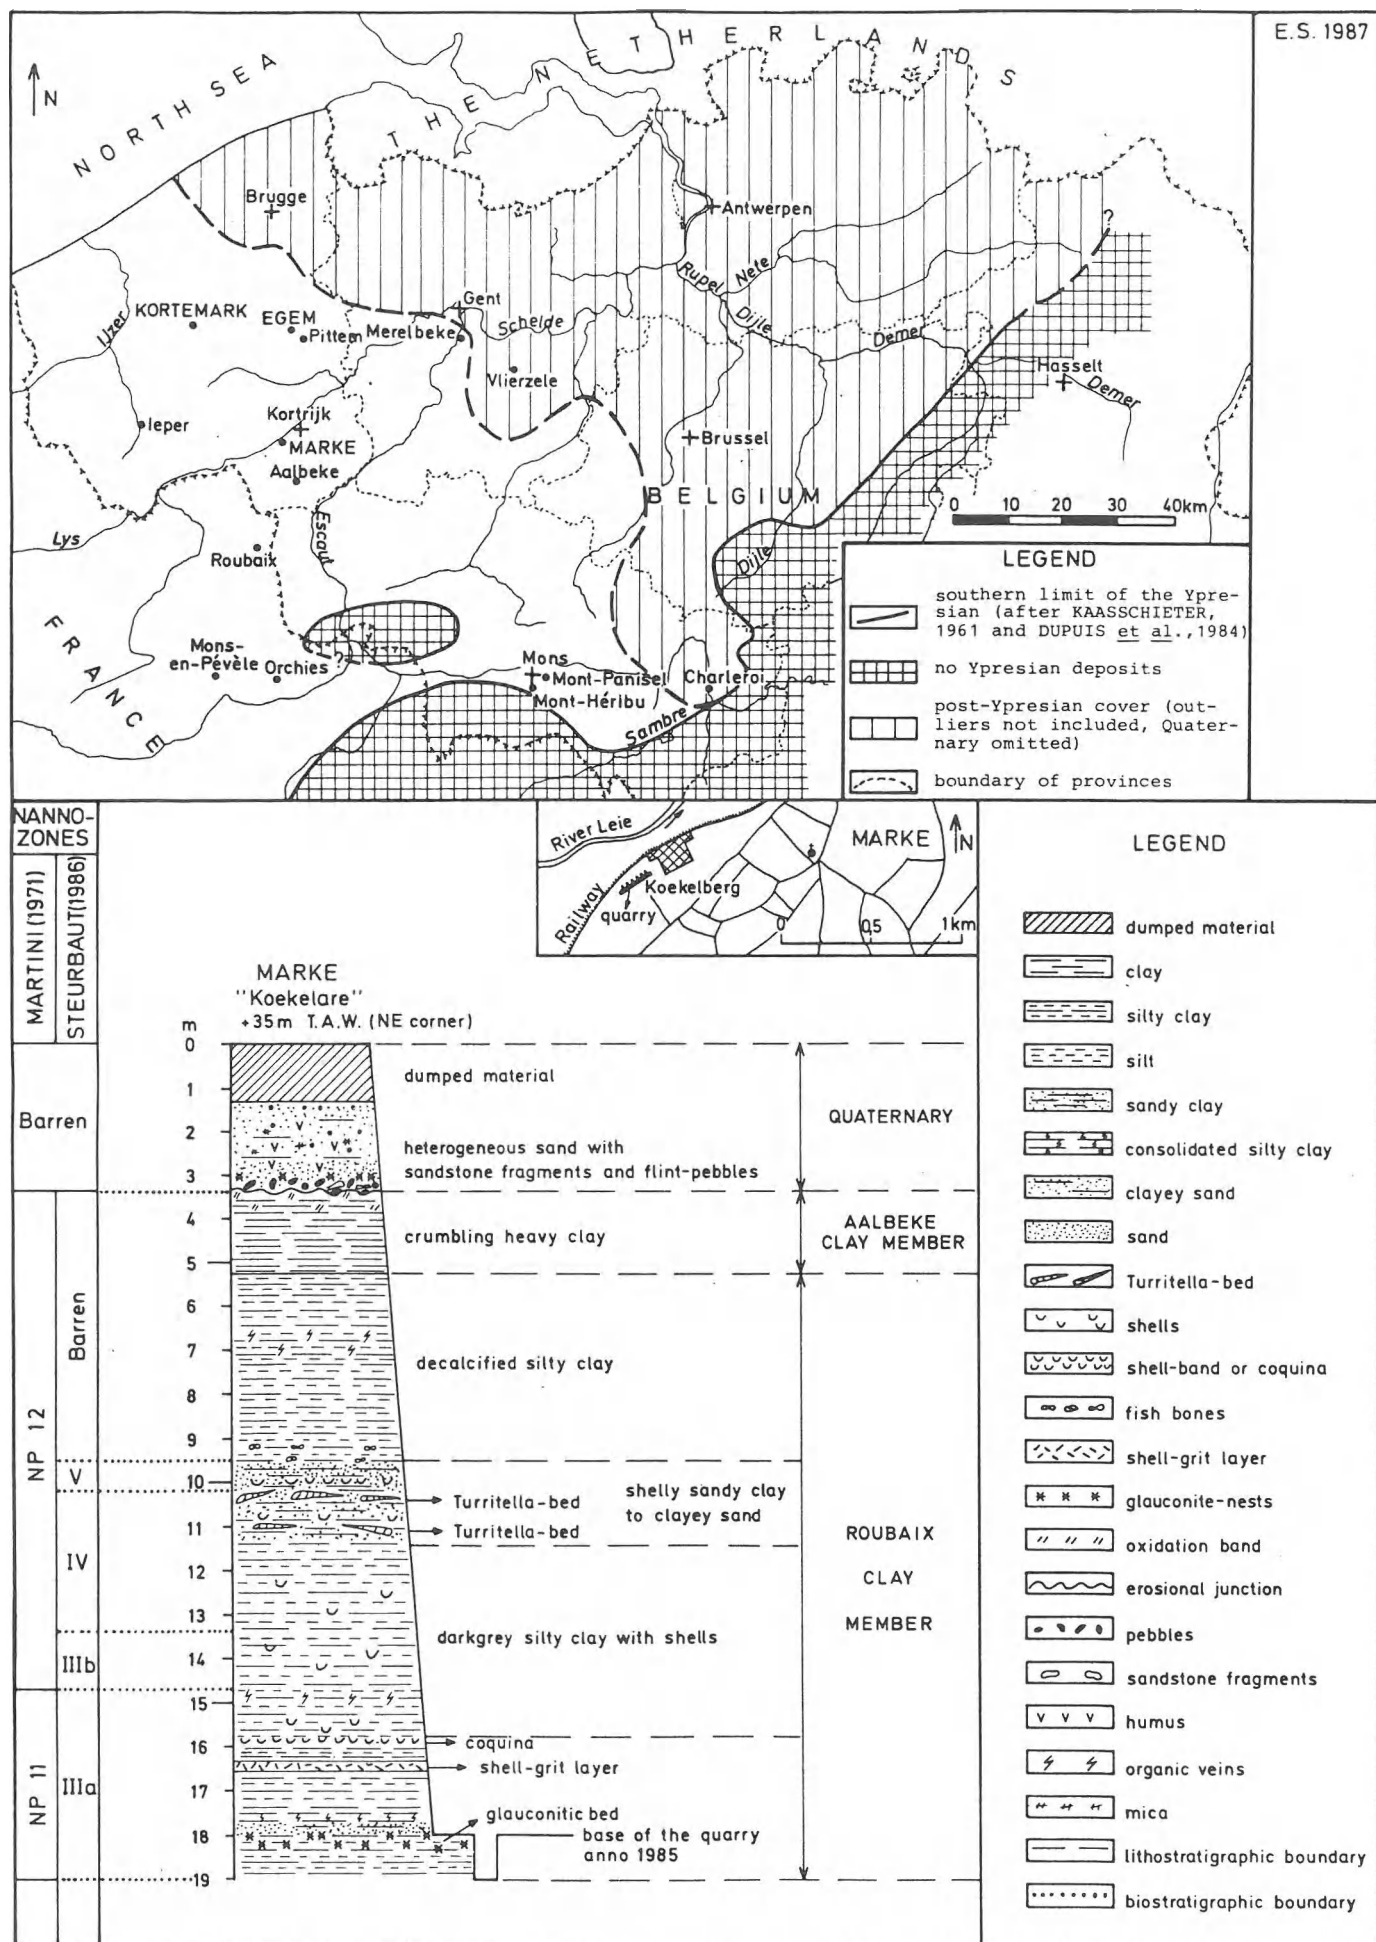 E.S. 1987
NORTH SEA
THE NETHERLANDS
N
Brugge
Antwerpen
?
Rupel
Nete
Gent
Schelde
Dijle
Demer
KORTEMARK
EGEM
Pittem
Merelbeke
IJzer
Vlierzele
Hasselt
Demer
Ieper
Kortrijk
MARKE
Aalbeke
Brussel
BELGIUM
0 10 20 30 40km
Lys
Escaut
Roubaix
Dijle
FRANCE
Mons-
en-Pévèle
Orchies
?
Mons
Mont-Panisel
Mont-Héribu
Charleroi
Sambre
LEGEND
southern limit of the Ypre-
sian (after KAASSCHIETER,
1961 and DUPUIS et al.,1984)
no Ypresian deposits
post-Ypresian cover (out-
liers not included, Quater-
nary omitted)
boundary of provinces
NANNO-
ZONES
MARTINI (1971)
STEURBAUT(1986)
River Leie
MARKE
N
Koekelberg
quarry
Railway
0 0,5 1km
MARKE
"Koekelare"
+35m T.A.W. (NE corner)
m
0
1
2
3
4
5
6
7
8
9
10
11
12
13
14
15
16
17
18
19
Barren
Barren
V
IV
IIIb
IIIa
NP 12
NP 11
dumped material
heterogeneous sand with
sandstone fragments and flint-pebbles
crumbling heavy clay
decalcified silty clay
shelly sandy clay
to clayey sand
Turritella-bed
Turritella-bed
darkgrey silty clay with shells
coquina
shell-grit layer
glauconitic bed
base of the quarry
anno 1985
QUATERNARY
AALBEKE
CLAY MEMBER
ROUBAIX
CLAY
MEMBER
LEGEND
dumped material
clay
silty clay
silt
sandy clay
consolidated silty clay
clayey sand
sand
Turritella-bed
shells
shell-band or coquina
fish bones
shell-grit layer
glauconite-nests
oxidation band
erosional junction
pebbles
sandstone fragments
humus
organic veins
mica
lithostratigraphic boundary
biostratigraphic boundary